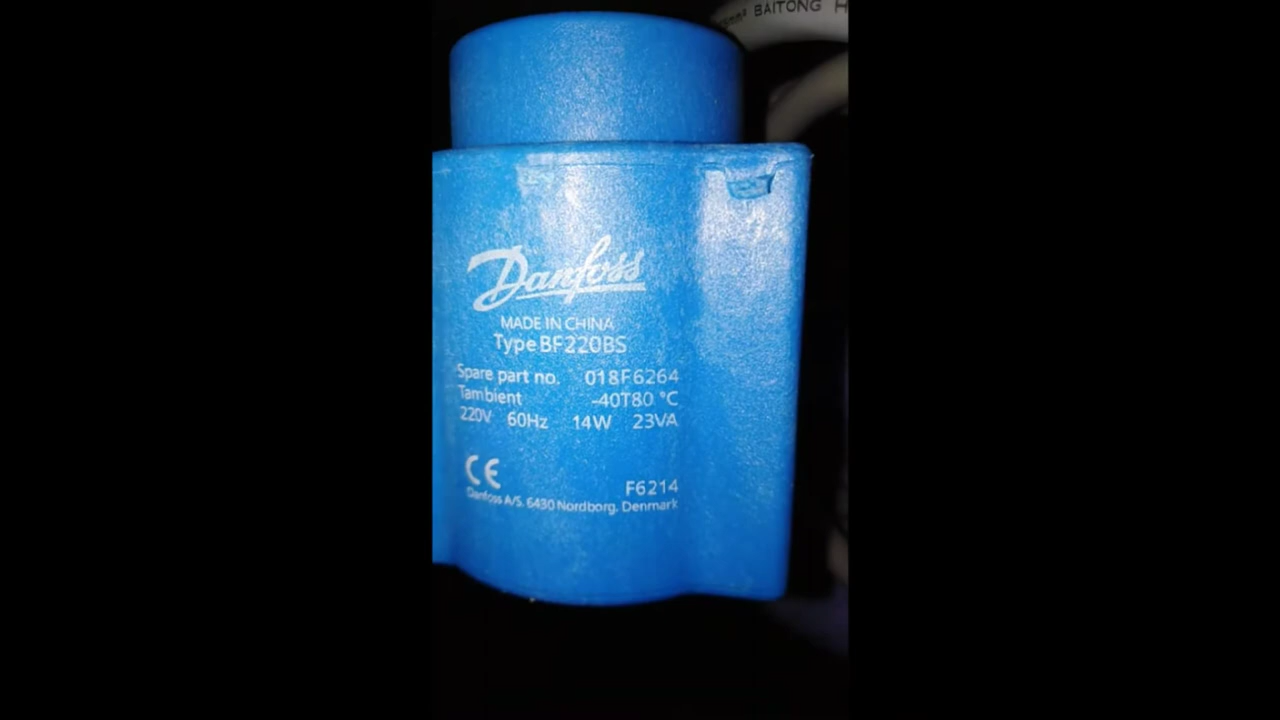 BAITONG H
Danfoss
MADE IN CHINA
Type BF220BS
Spare part no. 018F6264
Tambient -40T80 °C
220V 60Hz 14W 23VA
CE
F6214
Danfoss A/S. 6430 Nordborg, Denmark